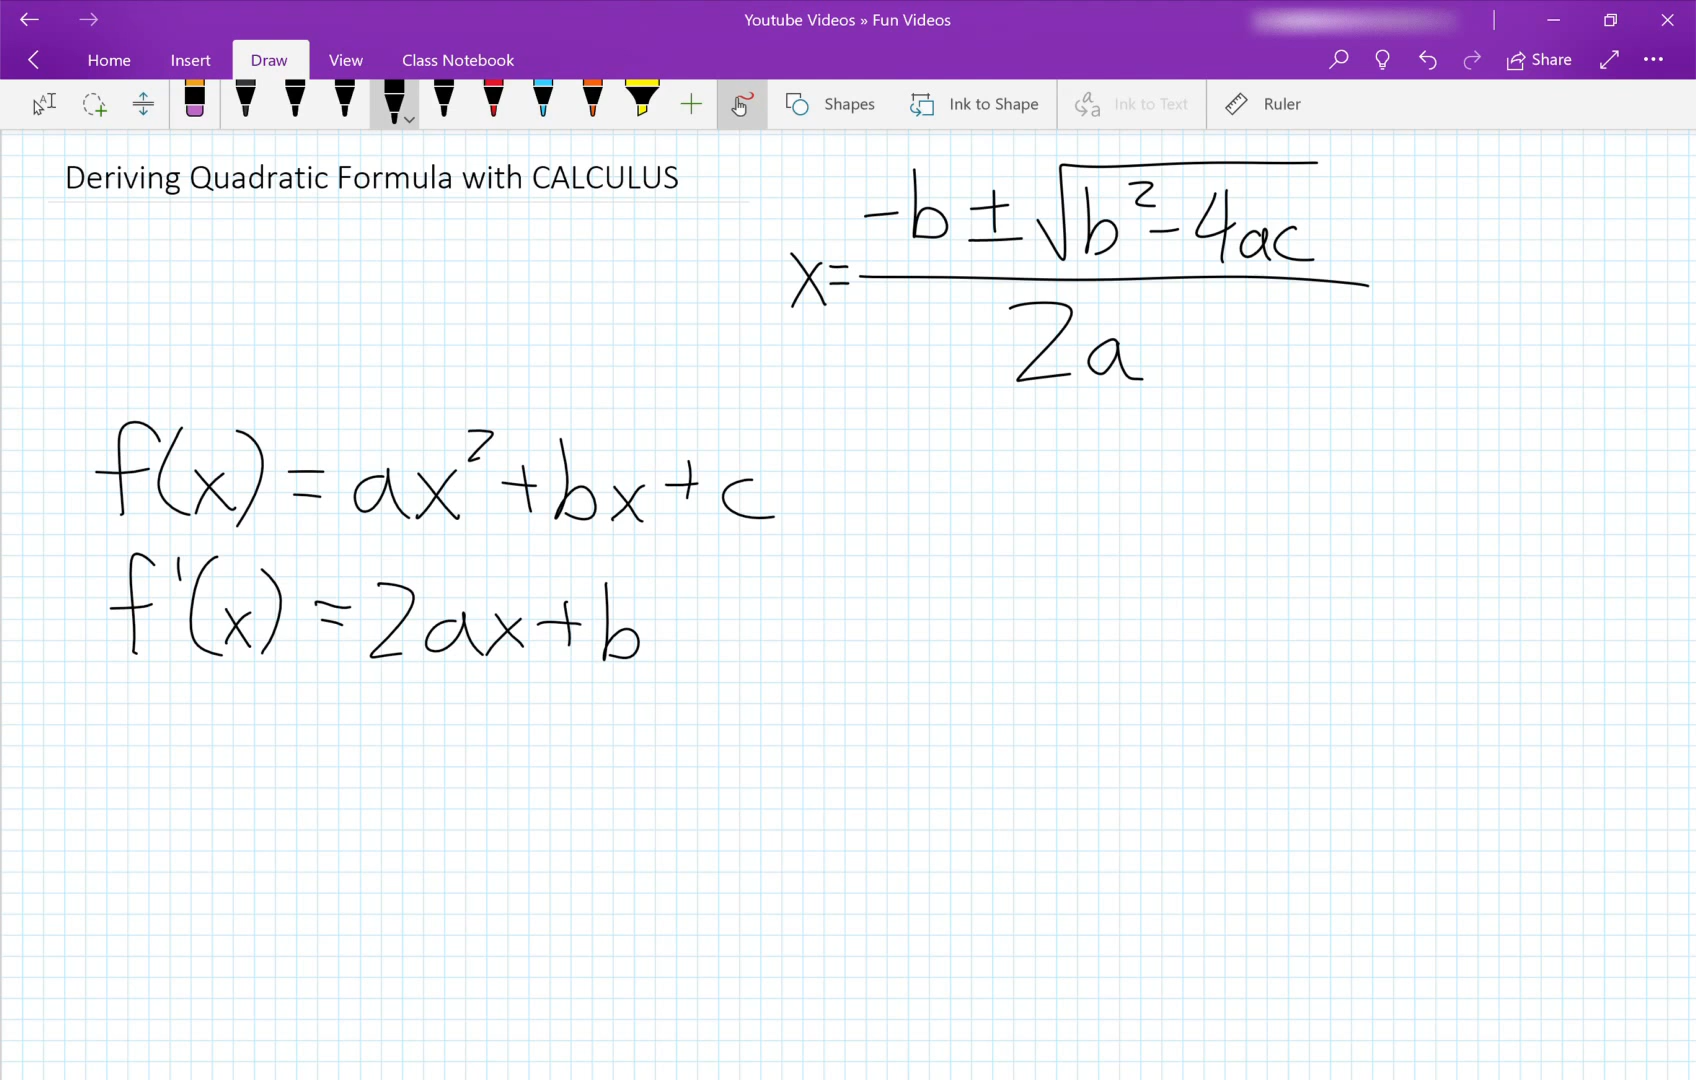 Youtube Videos » Fun Videos
Home Insert Draw View Class Notebook Share
Shapes Ink to Shape Ink to Text Ruler
Deriving Quadratic Formula with CALCULUS
x = (-b ± √(b² - 4ac)) / 2a
f(x) = ax² + bx + c
f'(x) = 2ax + b